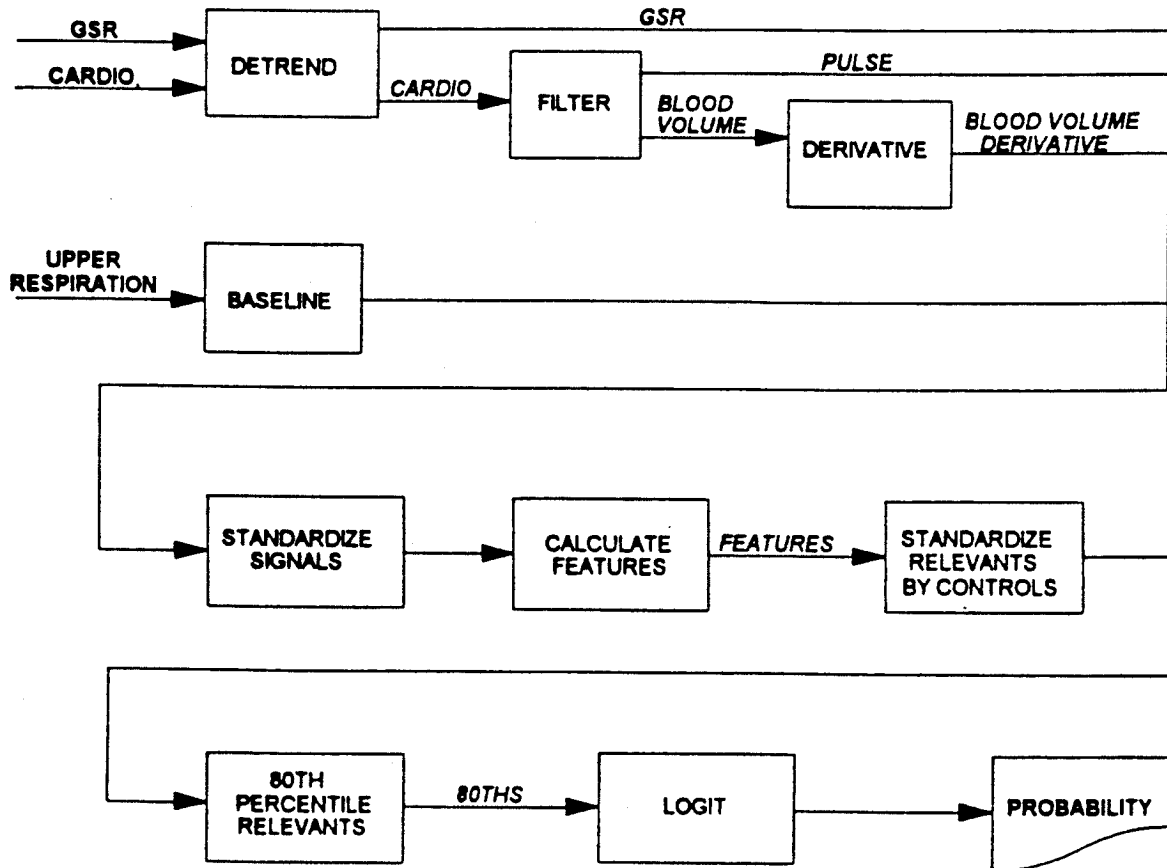 GSR
GSR
CARDIO
DETREND
CARDIO
FILTER
PULSE
BLOOD
VOLUME
DERIVATIVE
BLOOD VOLUME
DERIVATIVE
UPPER
RESPIRATION
BASELINE
STANDARDIZE
SIGNALS
CALCULATE
FEATURES
FEATURES
STANDARDIZE
RELEVANTS
BY CONTROLS
80TH
PERCENTILE
RELEVANTS
80THS
LOGIT
PROBABILITY